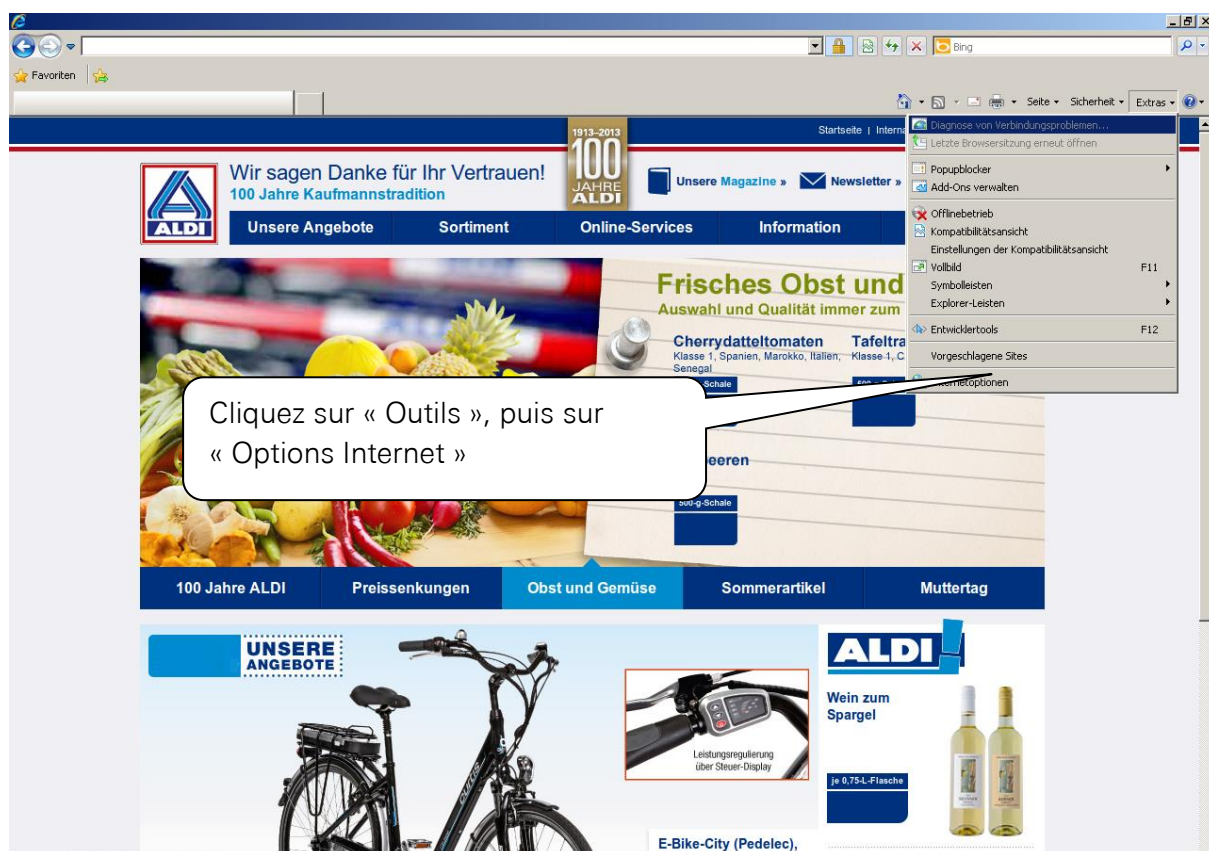 Bing
Favoriten
Seite
Sicherheit
Extras
Startseite | Interna
Diagnose von Verbindungsproblemen...
Letzte Browsersitzung erneut öffnen
Popupblocker
Add-Ons verwalten
Offlinebetrieb
Kompatibilitätsansicht
Einstellungen der Kompatibilitätsansicht
Vollbild F11
Symbolleisten
Explorer-Leisten
Entwicklertools F12
Vorgeschlagene Sites
ternetoptionen
ALDI
Wir sagen Danke für Ihr Vertrauen!
100 Jahre Kaufmannstradition
1913–2013
100
JAHRE
ALDI
Unsere Magazine »
Newsletter »
Unsere Angebote
Sortiment
Online-Services
Information
Frisches Obst und
Auswahl und Qualität immer zum
Cherrydatteltomaten
Klasse 1, Spanien, Marokko, Italien,
Senegal
Schale
Tafeltra
Klasse 1, C
500-g-Schale
Cliquez sur « Outils », puis sur
« Options Internet »
eeren
500-g-Schale
100 Jahre ALDI
Preissenkungen
Obst und Gemüse
Sommerartikel
Muttertag
UNSERE
ANGEBOTE
Leistungsregulierung
über Steuer-Display
E-Bike-City (Pedelec),
ALDI
Wein zum
Spargel
je 0,75-L-Flasche